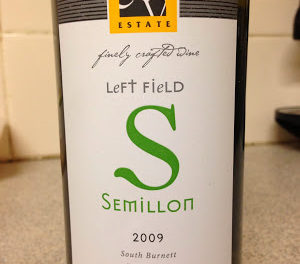 ESTATE
finely crafted wine
LeFT FieLD
S
SemiLLon
2009
South Burnett